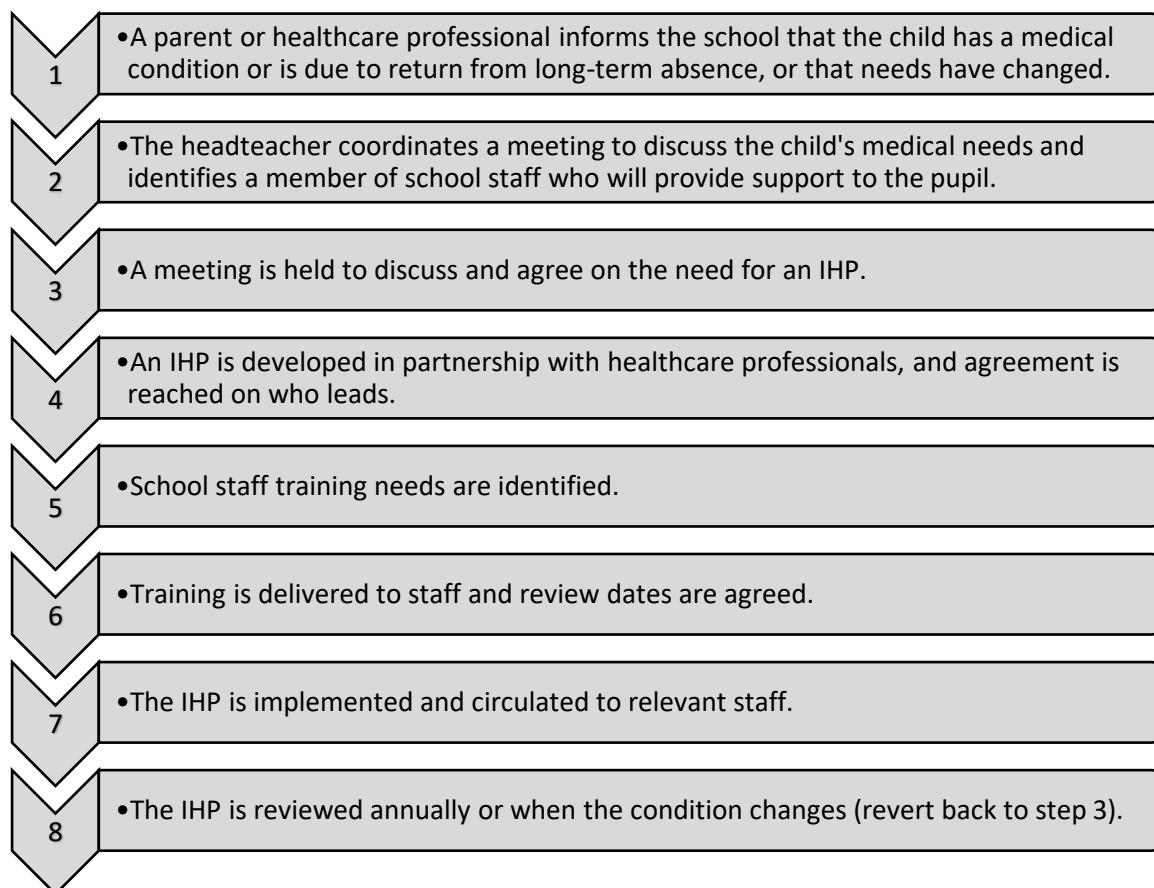 1
•A parent or healthcare professional informs the school that the child has a medical
condition or is due to return from long-term absence, or that needs have changed.
2
•The headteacher coordinates a meeting to discuss the child's medical needs and
identifies a member of school staff who will provide support to the pupil.
3
•A meeting is held to discuss and agree on the need for an IHP.
4
•An IHP is developed in partnership with healthcare professionals, and agreement is
reached on who leads.
5
•School staff training needs are identified.
6
•Training is delivered to staff and review dates are agreed.
7
•The IHP is implemented and circulated to relevant staff.
8
•The IHP is reviewed annually or when the condition changes (revert back to step 3).